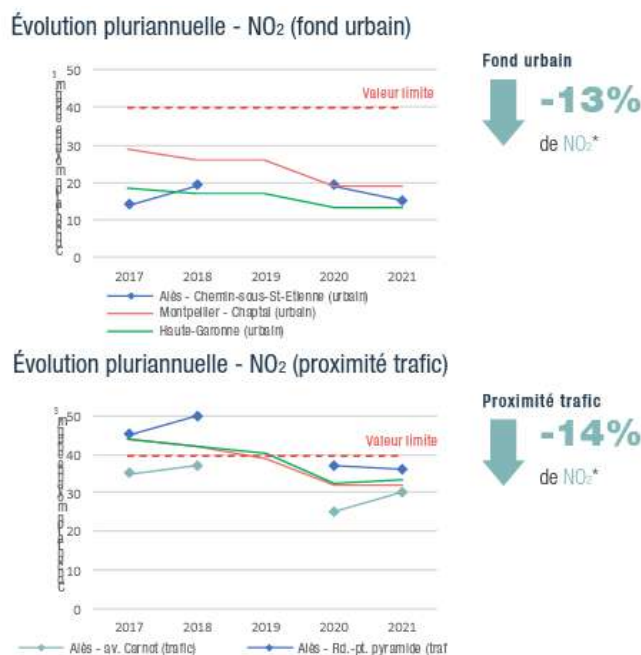 Évolution pluriannuelle - NO₂ (fond urbain)
50
Valeur limite
40
30
20
10
0
2017 2018 2019 2020 2021
Alès - Chemin-sous-St-Etienne (urbain)
Montpellier - Chaptal (urbain)
Haute-Garonne (urbain)
Fond urbain
-13%
de NO₂*
Évolution pluriannuelle - NO₂ (proximité trafic)
50
Valeur limite
40
30
20
10
0
2017 2018 2019 2020 2021
Alès - av. Carnot (trafic) Alès - Rd.-pt. pyramide (traf
Proximité trafic
-14%
de NO₂*